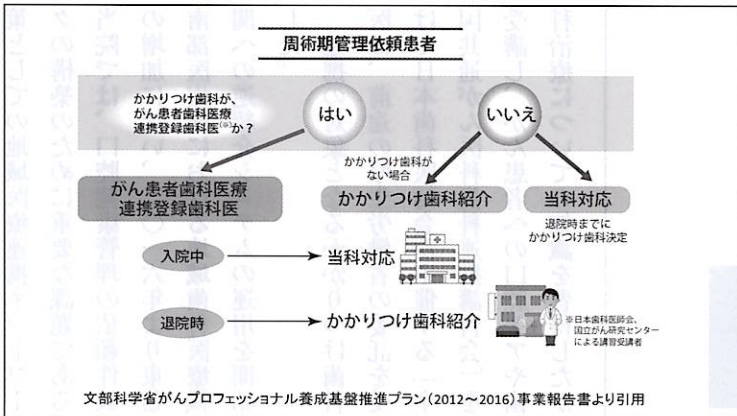 周術期管理依頼患者
かかりつけ歯科が、
がん患者歯科医療
連携登録歯科医(※)か？
はい
いいえ
かかりつけ歯科が
ない場合
がん患者歯科医療
連携登録歯科医
かかりつけ歯科紹介
当科対応
退院時までに
かかりつけ歯科決定
入院中
当科対応
退院時
かかりつけ歯科紹介
※日本歯科医師会、
国立がん研究センター
による講習受講者
文部科学省がんプロフェッショナル養成基盤推進プラン（2012～2016）事業報告書より引用